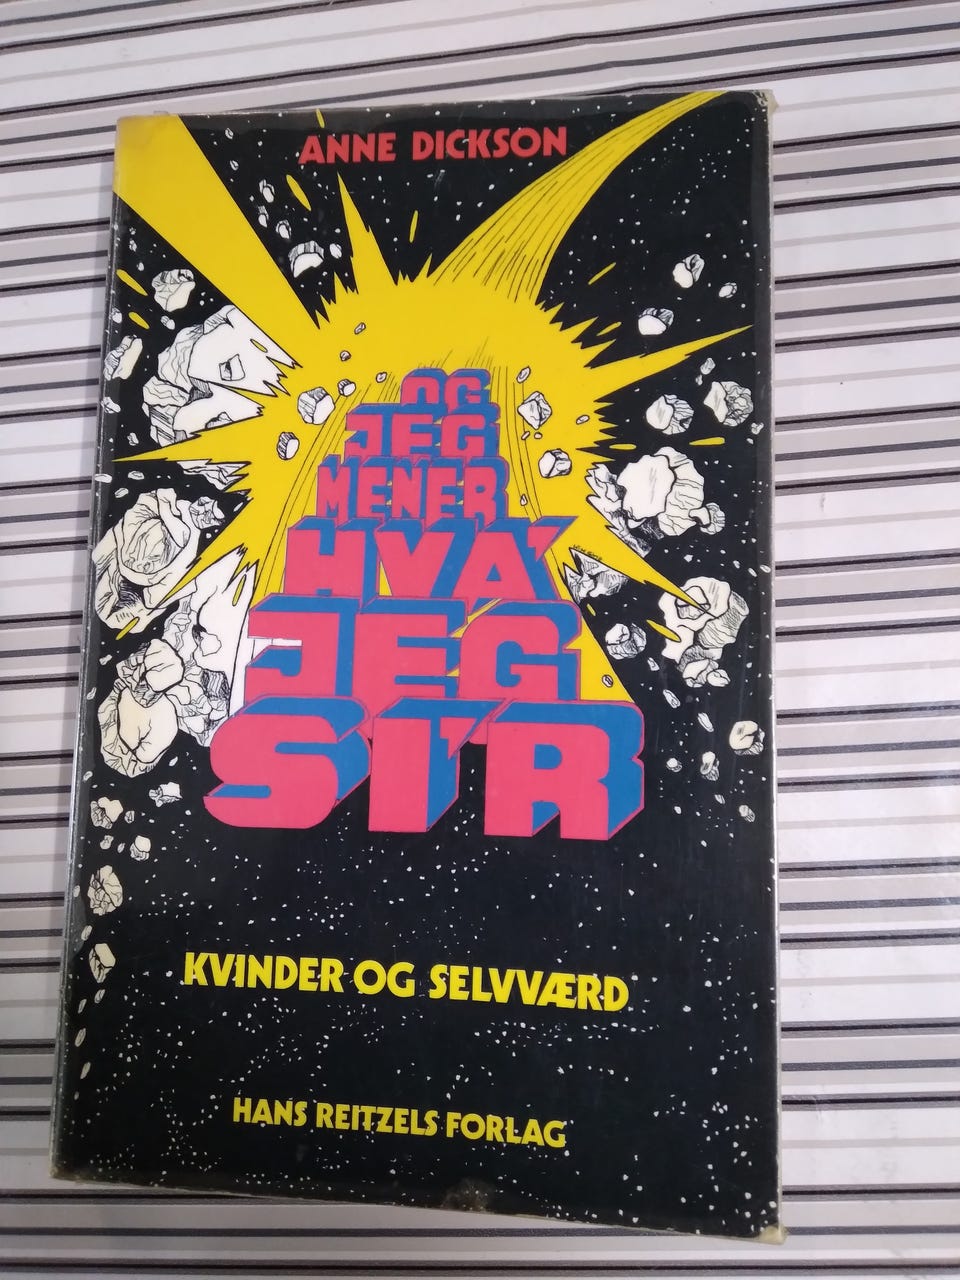 ANNE DICKSON
OG
JEG
MENER
HVA'
JEG
SI'R
KVINDER OG SELVVÆRD
HANS REITZELS FORLAG